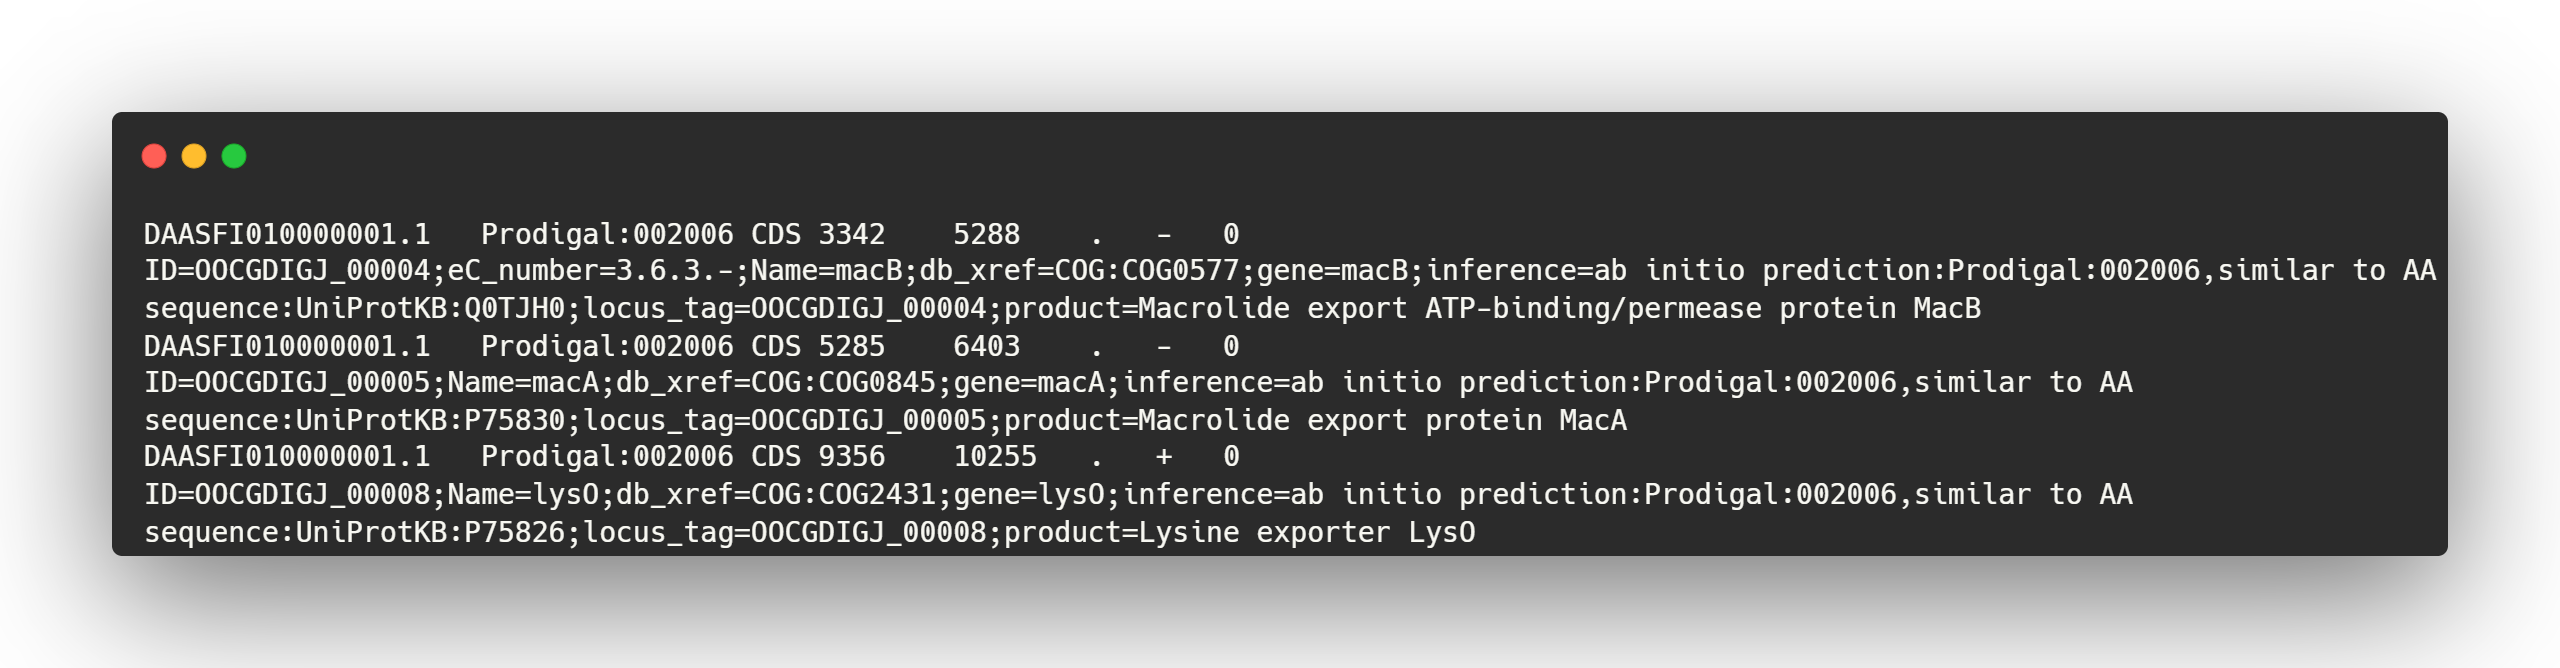 DAASFI010000001.1   Prodigal:002006 CDS 3342    5288    .   -   0
ID=OOCGDIGJ_00004;eC_number=3.6.3.-;Name=macB;db_xref=COG:COG0577;gene=macB;inference=ab initio prediction:Prodigal:002006,similar to AA
sequence:UniProtKB:Q0TJH0;locus_tag=OOCGDIGJ_00004;product=Macrolide export ATP-binding/permease protein MacB
DAASFI010000001.1   Prodigal:002006 CDS 5285    6403    .   -   0
ID=OOCGDIGJ_00005;Name=macA;db_xref=COG:COG0845;gene=macA;inference=ab initio prediction:Prodigal:002006,similar to AA
sequence:UniProtKB:P75830;locus_tag=OOCGDIGJ_00005;product=Macrolide export protein MacA
DAASFI010000001.1   Prodigal:002006 CDS 9356    10255   .   +   0
ID=OOCGDIGJ_00008;Name=lysO;db_xref=COG:COG2431;gene=lysO;inference=ab initio prediction:Prodigal:002006,similar to AA
sequence:UniProtKB:P75826;locus_tag=OOCGDIGJ_00008;product=Lysine exporter LysO